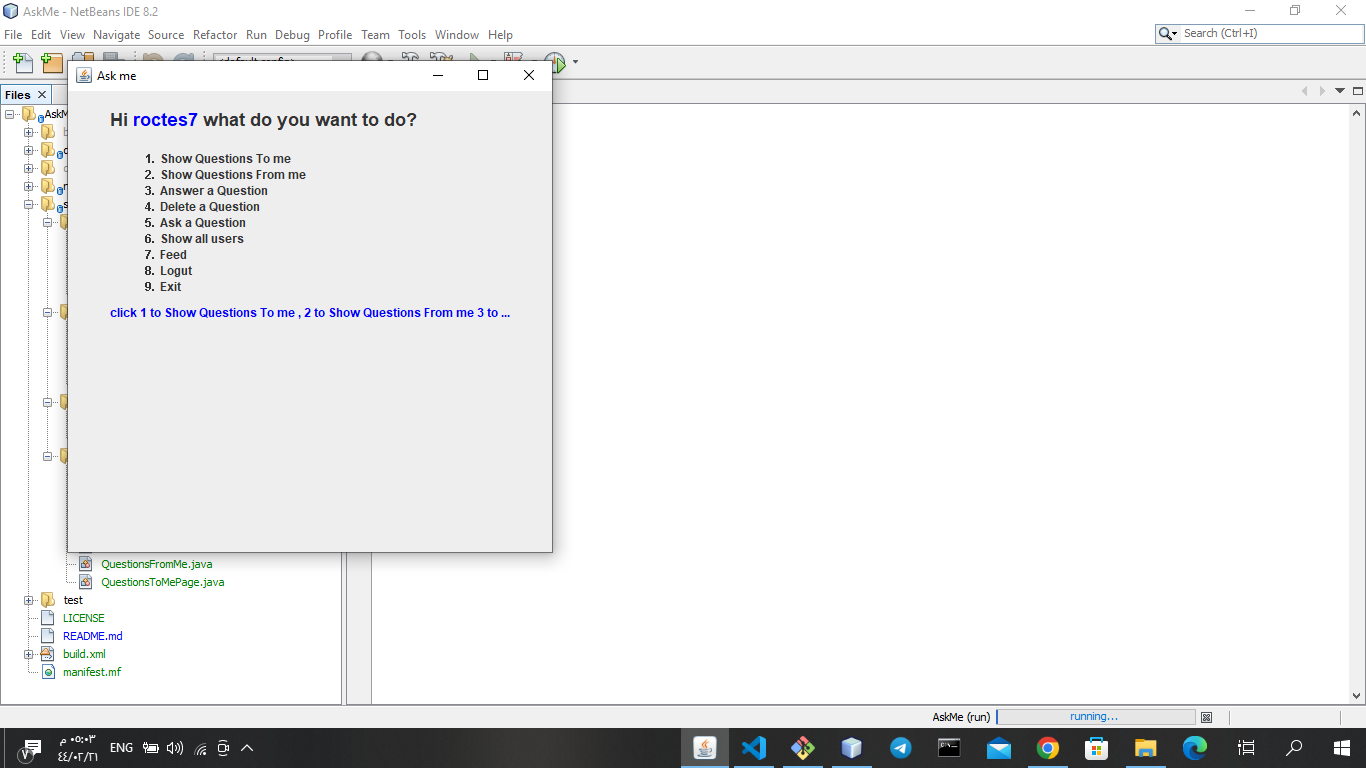 AskMe - NetBeans IDE 8.2
File Edit View Navigate Source Refactor Run Debug Profile Team Tools Window Help
Search (Ctrl+I)
Ask me
Files
Hi roctes7 what do you want to do?
1. Show Questions To me
2. Show Questions From me
3. Answer a Question
4. Delete a Question
5. Ask a Question
6. Show all users
7. Feed
8. Logut
9. Exit
click 1 to Show Questions To me , 2 to Show Questions From me 3 to ...
QuestionsFromMe.java
QuestionsToMePage.java
test
LICENSE
README.md
build.xml
manifest.mf
AskMe (run) running...
ENG
٠٥:٠٣ م
٤٤/٠٢/٢١